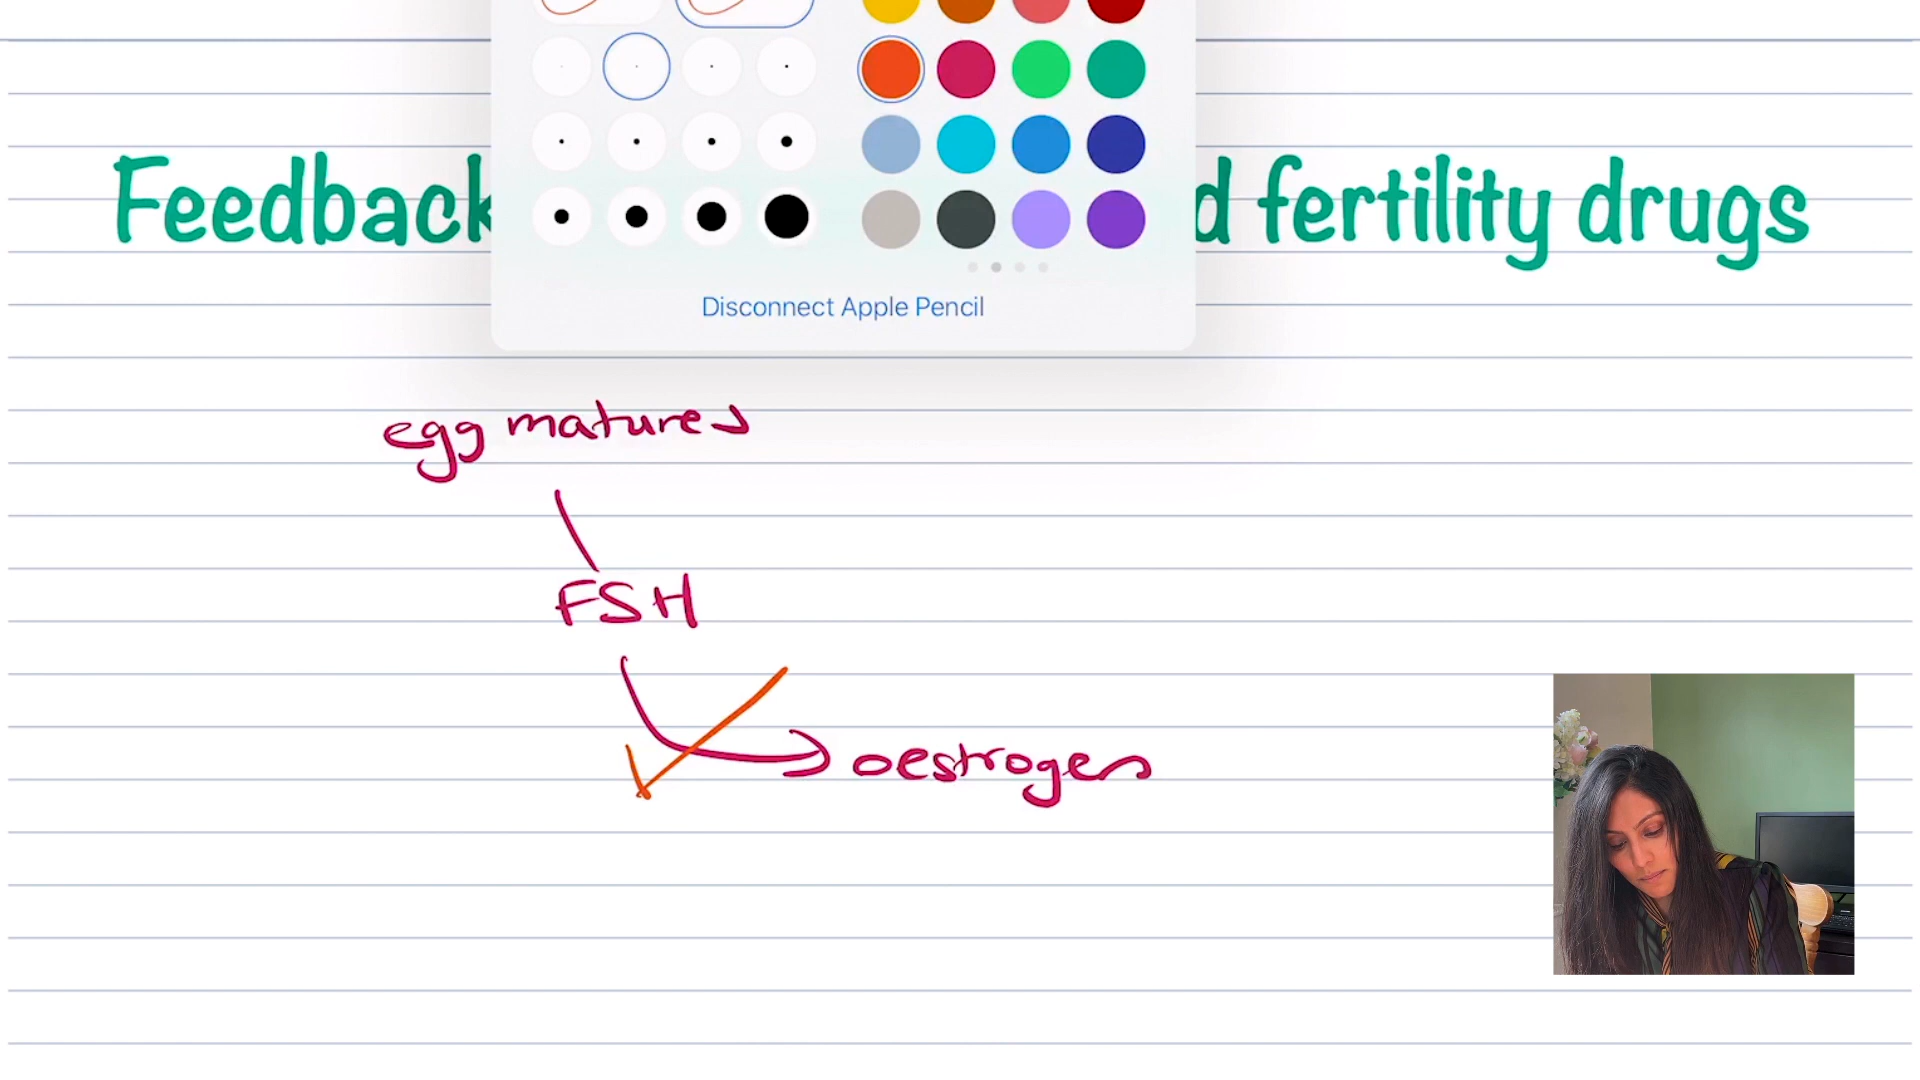 Feedback d fertility drugs
Disconnect Apple Pencil
egg matures
FSH
oestrogen